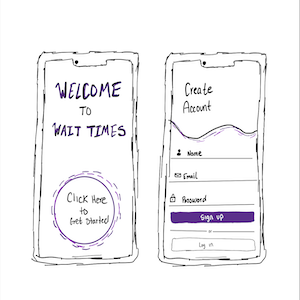 WELCOME
TO
WAIT TIMES
Click Here
to
Get Started
Create
Account
Name
Email
Password
Sign up
or
Log in